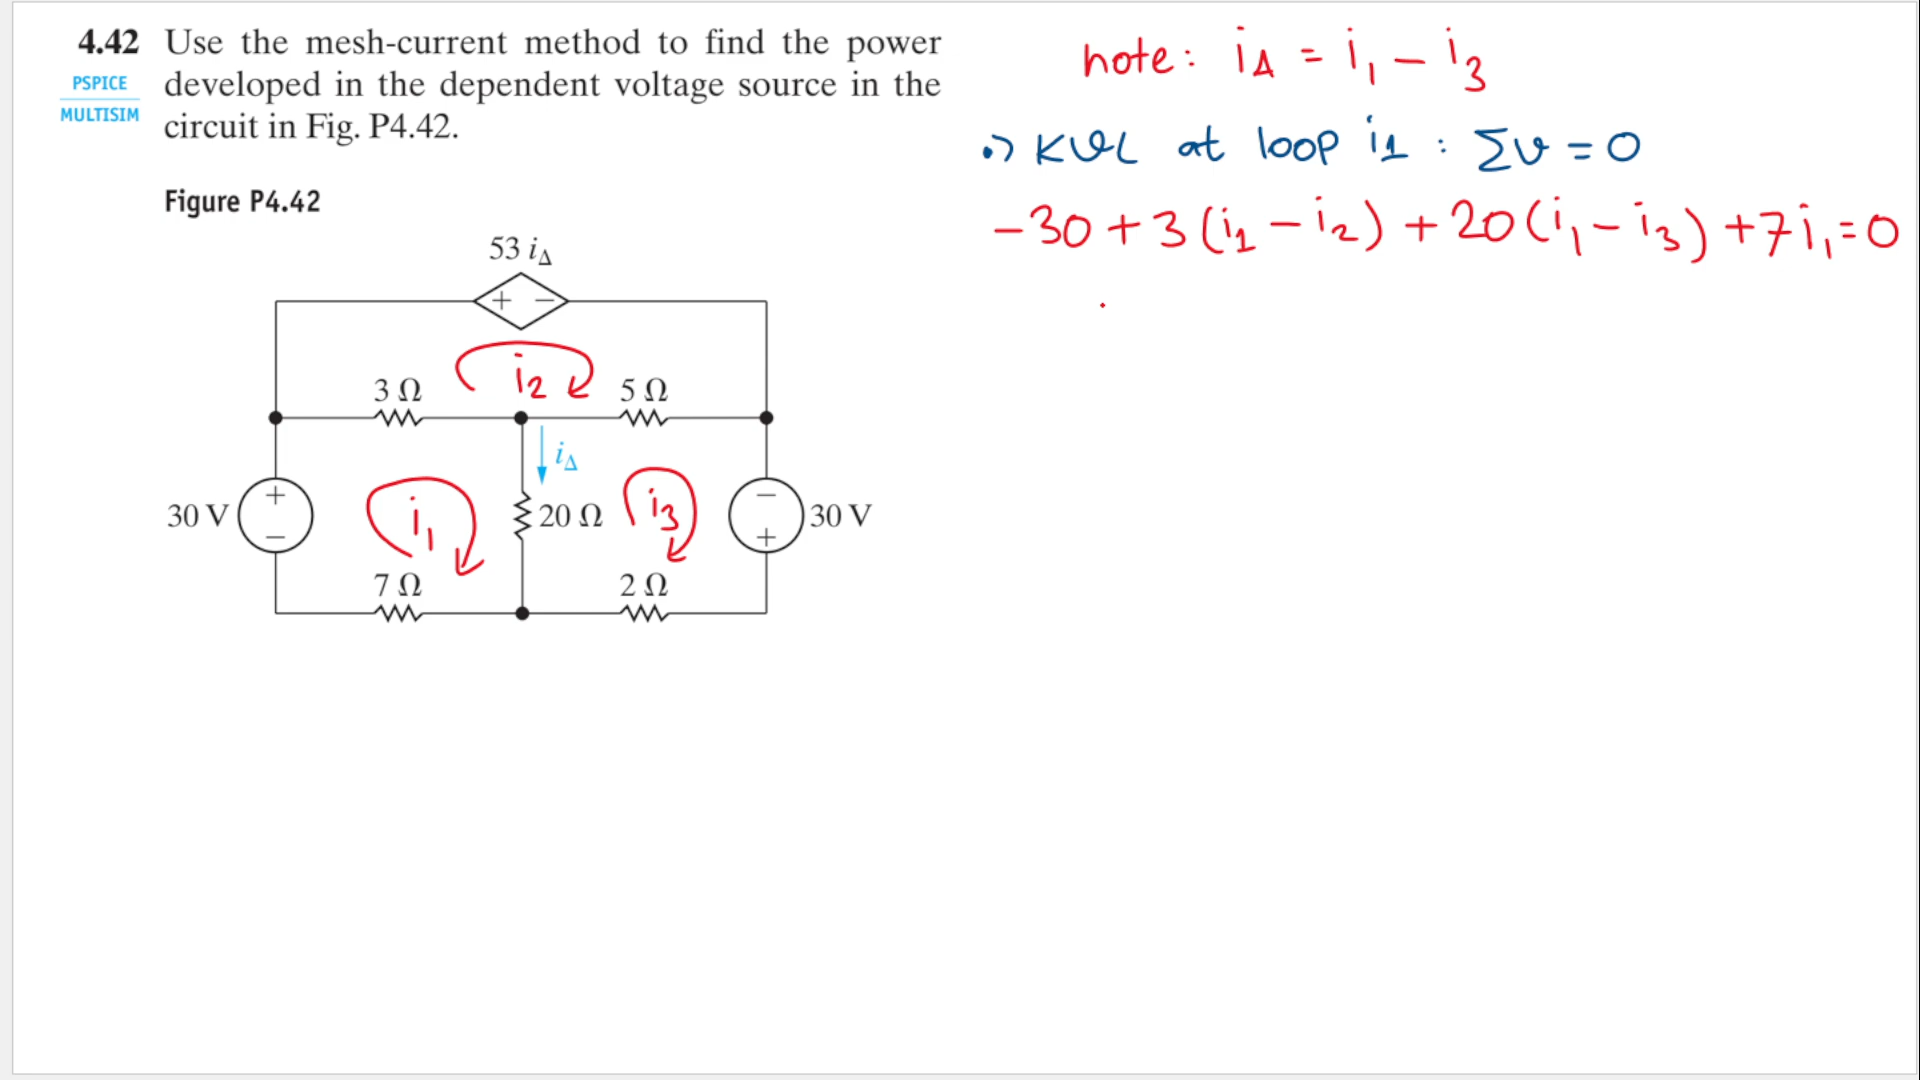 4.42 Use the mesh-current method to find the power
PSPICE developed in the dependent voltage source in the
MULTISIM circuit in Fig. P4.42.
Figure P4.42
53 iΔ
+ −
i2
3 Ω
5 Ω
iΔ
30 V
+
−
i1
20 Ω
i3
−
+
30 V
7 Ω
2 Ω
note: iΔ = i1 − i3
•) KVL at loop i1 : Σv = 0
−30 + 3(i1 − i2) + 20(i1 − i3) + 7i1 = 0